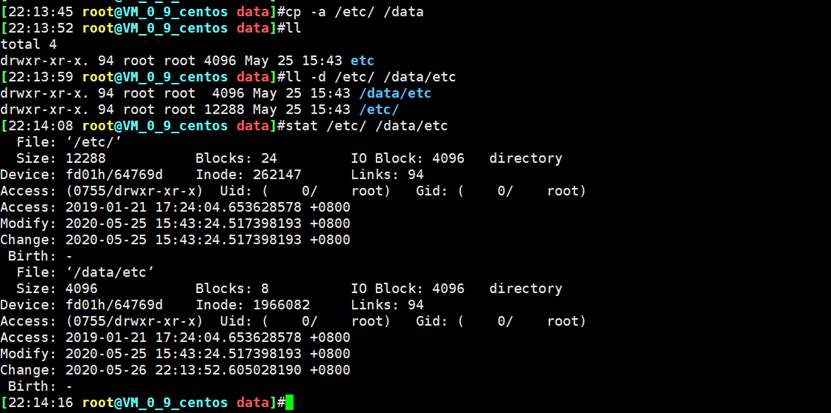 [22:13:45 root@VM_0_9_centos data]#cp -a /etc/ /data
[22:13:52 root@VM_0_9_centos data]#ll
total 4
drwxr-xr-x. 94 root root 4096 May 25 15:43 etc
[22:13:59 root@VM_0_9_centos data]#ll -d /etc/ /data/etc
drwxr-xr-x. 94 root root  4096 May 25 15:43 /data/etc
drwxr-xr-x. 94 root root 12288 May 25 15:43 /etc/
[22:14:08 root@VM_0_9_centos data]#stat /etc/ /data/etc
  File: ‘/etc/’
  Size: 12288           Blocks: 24         IO Block: 4096   directory
Device: fd01h/64769d    Inode: 262147      Links: 94
Access: (0755/drwxr-xr-x)  Uid: (    0/    root)   Gid: (    0/    root)
Access: 2019-01-21 17:24:04.653628578 +0800
Modify: 2020-05-25 15:43:24.517398193 +0800
Change: 2020-05-25 15:43:24.517398193 +0800
 Birth: -
  File: ‘/data/etc’
  Size: 4096            Blocks: 8          IO Block: 4096   directory
Device: fd01h/64769d    Inode: 1966082     Links: 94
Access: (0755/drwxr-xr-x)  Uid: (    0/    root)   Gid: (    0/    root)
Access: 2019-01-21 17:24:04.653628578 +0800
Modify: 2020-05-25 15:43:24.517398193 +0800
Change: 2020-05-26 22:13:52.605028190 +0800
 Birth: -
[22:14:16 root@VM_0_9_centos data]#